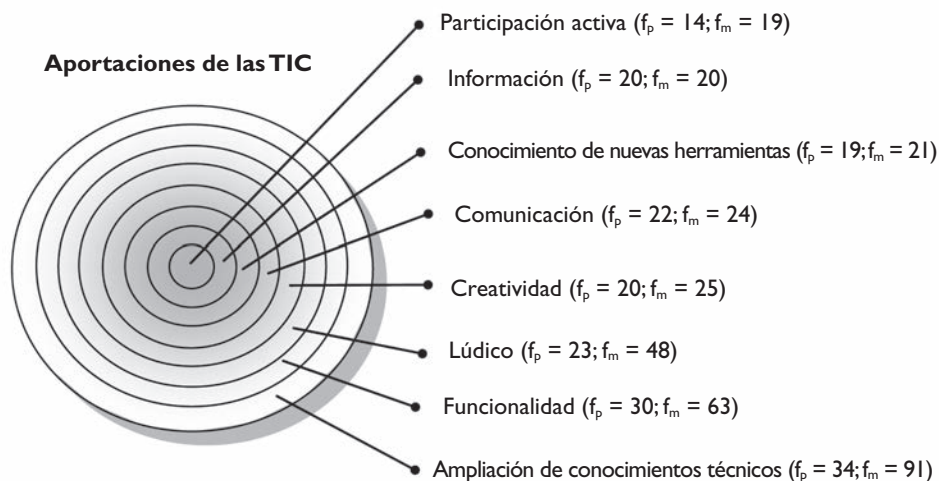 Aportaciones de las TIC
Participación activa (fp = 14; fm = 19)
Información (fp = 20; fm = 20)
Conocimiento de nuevas herramientas (fp = 19; fm = 21)
Comunicación (fp = 22; fm = 24)
Creatividad (fp = 20; fm = 25)
Lúdico (fp = 23; fm = 48)
Funcionalidad (fp = 30; fm = 63)
Ampliación de conocimientos técnicos (fp = 34; fm = 91)